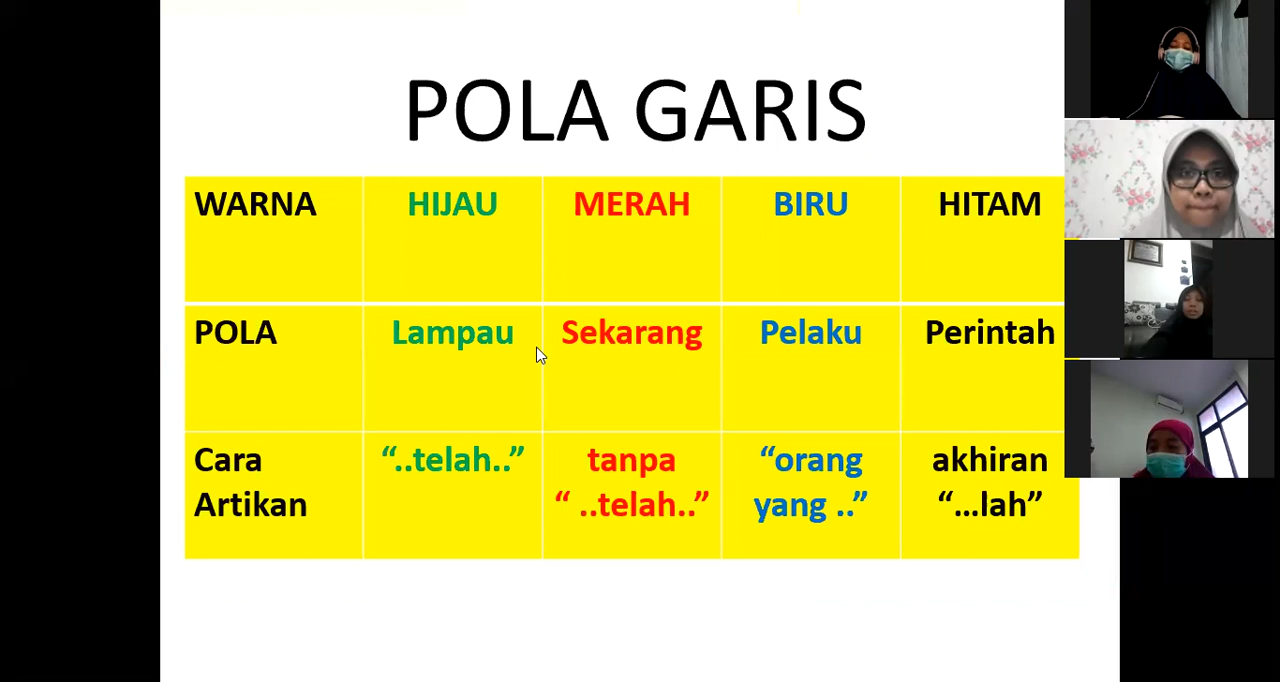 POLA GARIS
WARNA HIJAU MERAH BIRU HITAM
POLA Lampau Sekarang Pelaku Perintah
Cara “..telah..” tanpa “orang akhiran
Artikan “ ..telah..” yang ..” “...lah”